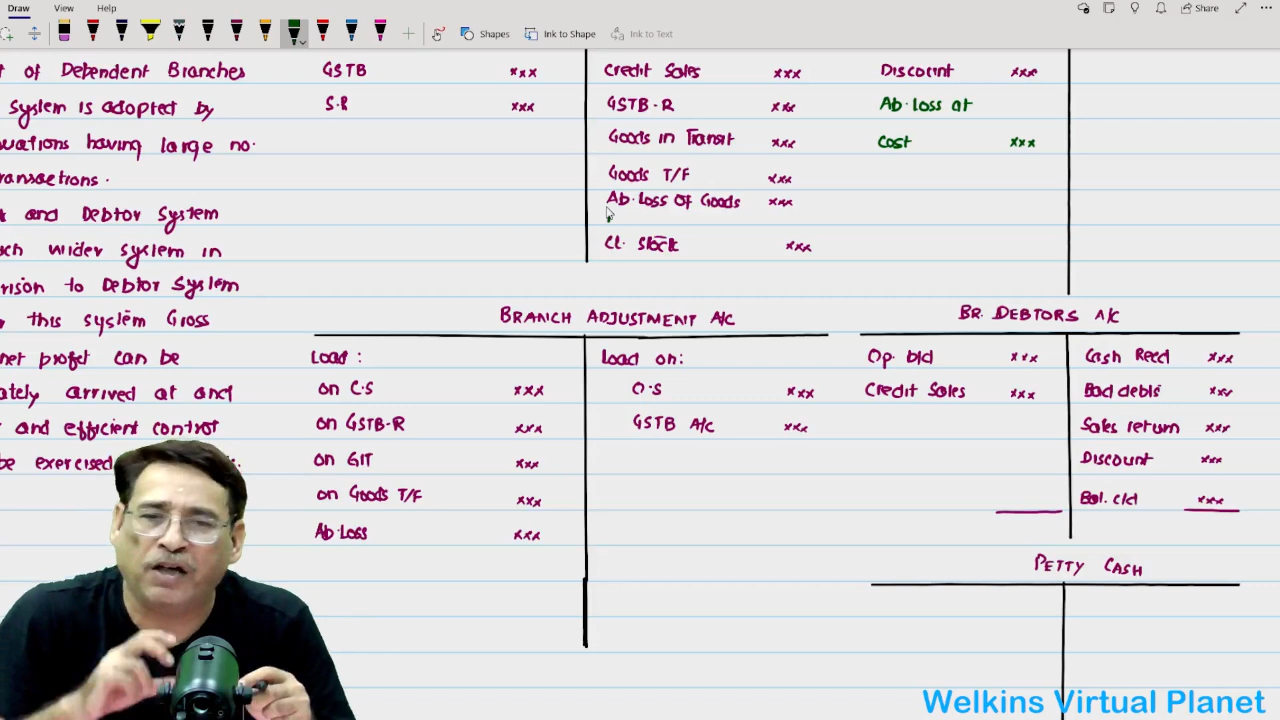 Draw View Help Share
Shapes Ink to Shape Ink to Text
t of Dependent Branches
System is adopted by
having large no.
ransactions.
and Debtor System
wider system in
rison to Debtor System
this system Gross
net profit can be
ately arrived at and
and efficient control
be exercised
GSTB xxx
S.R xxx
Credit Sales xxx
GSTB-R xxx
Goods in Transit xxx
Goods T/F xxx
Ab. Loss Of Goods xxx
Cl. Stock xxx
Discount xxx
Ab. loss at
Cost xxx
BRANCH ADJUSTMENT A/C
Load :
on C.S xxx
on GSTB-R xxx
on GIT xxx
on Goods T/F xxx
Ab. Loss xxx
Load on:
O.S xxx
GSTB A/c xxx
BR. DEBTORS A/C
Op. bld xxx
Credit Sales xxx
Cash Recd xxx
Bad debts xxx
Sales return xxx
Discount xxx
Bal. cld xxx
PETTY CASH
Welkins Virtual Planet